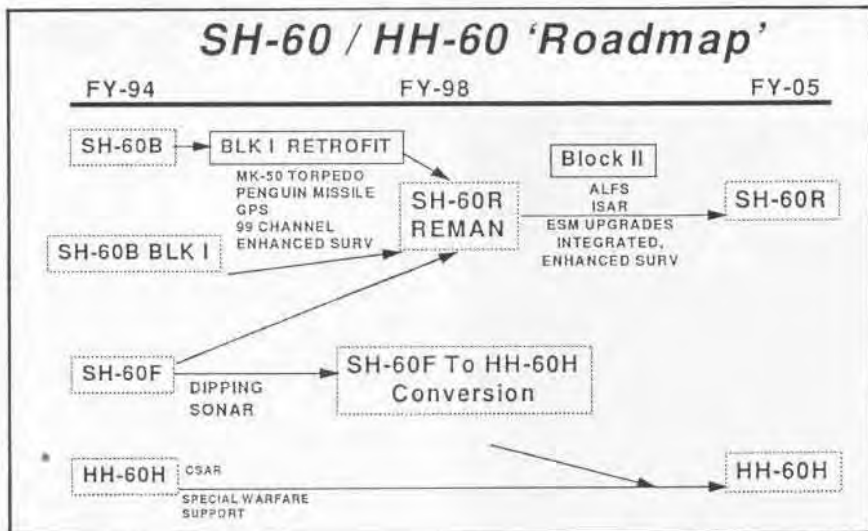 SH-60 / HH-60 'Roadmap'
FY-94 FY-98 FY-05
SH-60B
BLK I RETROFIT
MK-50 TORPEDO
PENGUIN MISSILE
GPS
99 CHANNEL
ENHANCED SURV
SH-60B BLK I
SH-60R
REMAN
Block II
ALFS
ISAR
ESM UPGRADES
INTEGRATED,
ENHANCED SURV
SH-60R
SH-60F
DIPPING
SONAR
SH-60F To HH-60H
Conversion
HH-60H
CSAR
SPECIAL WARFARE
SUPPORT
HH-60H